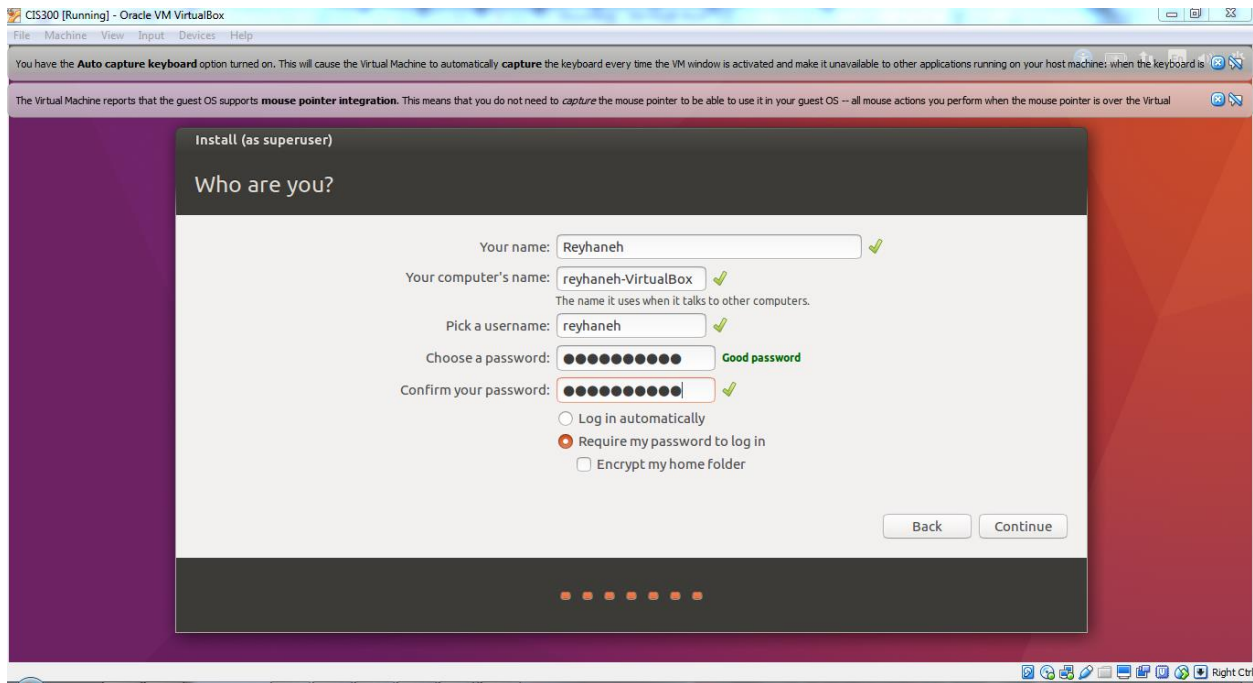 CIS300 [Running] - Oracle VM VirtualBox
File Machine View Input Devices Help
You have the Auto capture keyboard option turned on. This will cause the Virtual Machine to automatically capture the keyboard every time the VM window is activated and make it unavailable to other applications running on your host machine: when the keyboard is
The Virtual Machine reports that the guest OS supports mouse pointer integration. This means that you do not need to capture the mouse pointer to be able to use it in your guest OS -- all mouse actions you perform when the mouse pointer is over the Virtual
Install (as superuser)
Who are you?
Your name: Reyhaneh
Your computer's name: reyhaneh-VirtualBox
The name it uses when it talks to other computers.
Pick a username: reyhaneh
Choose a password: ●●●●●●●●●● Good password
Confirm your password: ●●●●●●●●●●
Log in automatically
Require my password to log in
Encrypt my home folder
Back Continue
Right Ctrl